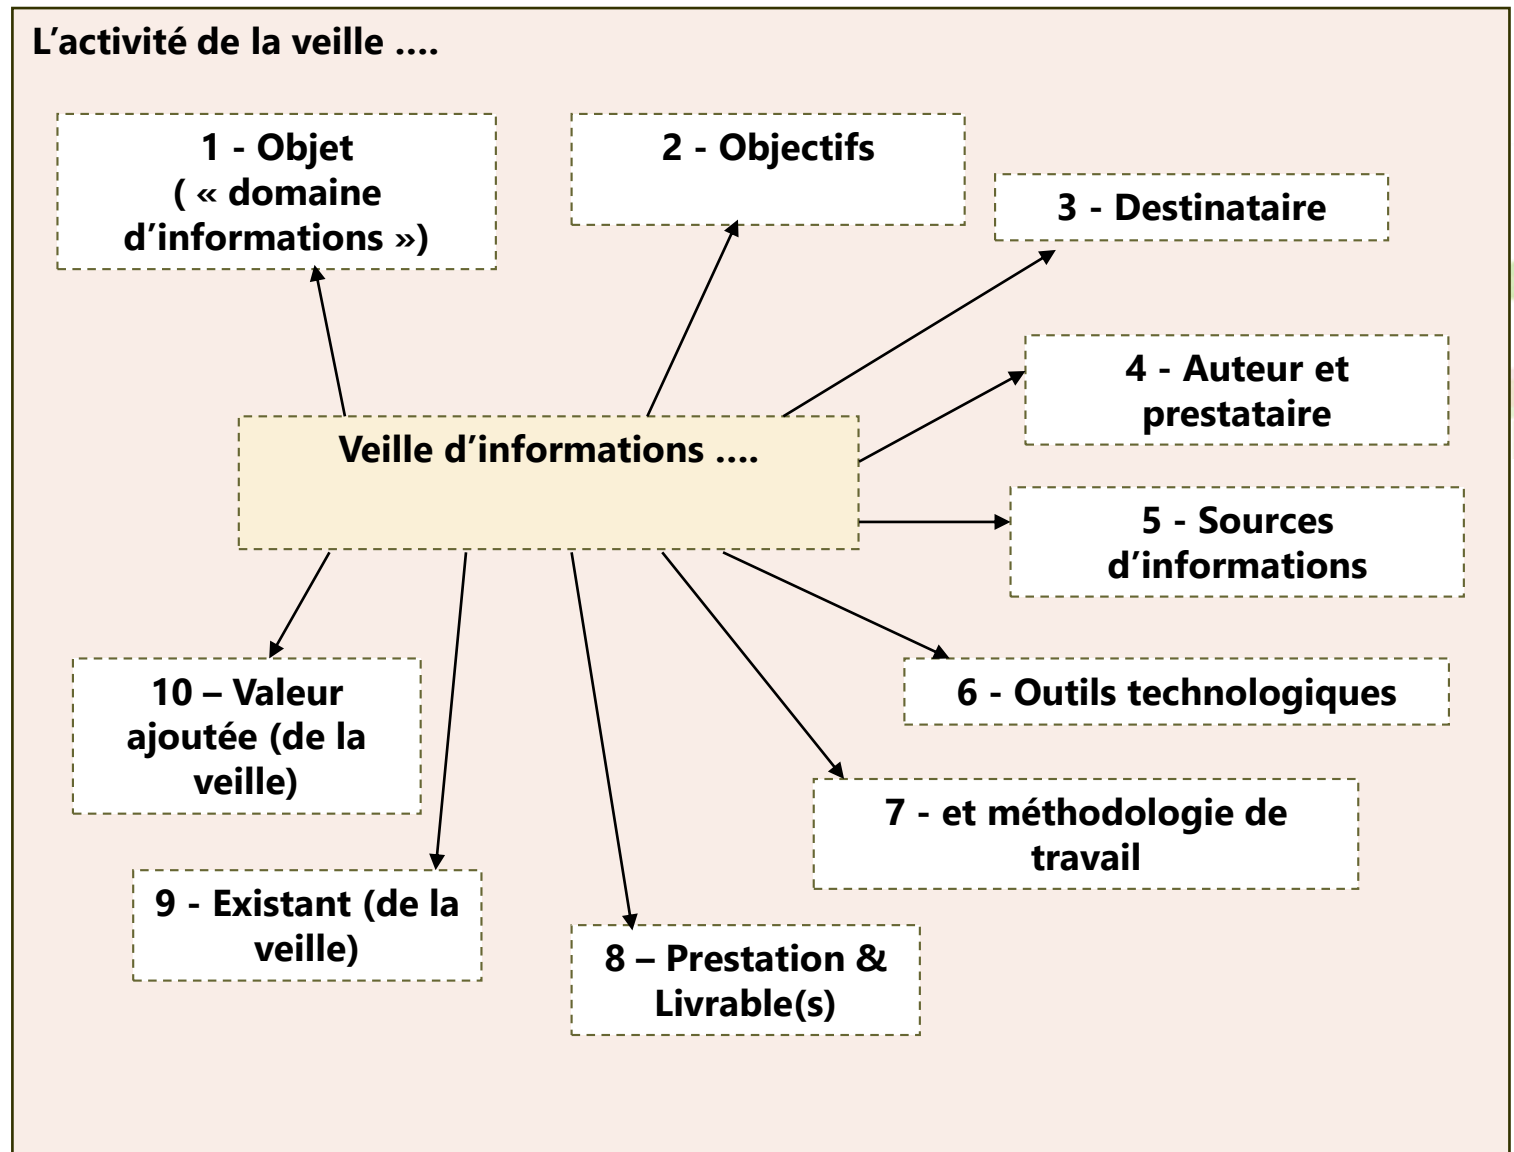 L’activité de la veille ….
1 - Objet
( « domaine
d’informations »)
2 - Objectifs
3 - Destinataire
4 - Auteur et
prestataire
Veille d’informations ….
5 - Sources
d’informations
6 - Outils technologiques
7 - et méthodologie de
travail
8 – Prestation &
Livrable(s)
9 - Existant (de la
veille)
10 – Valeur
ajoutée (de la
veille)